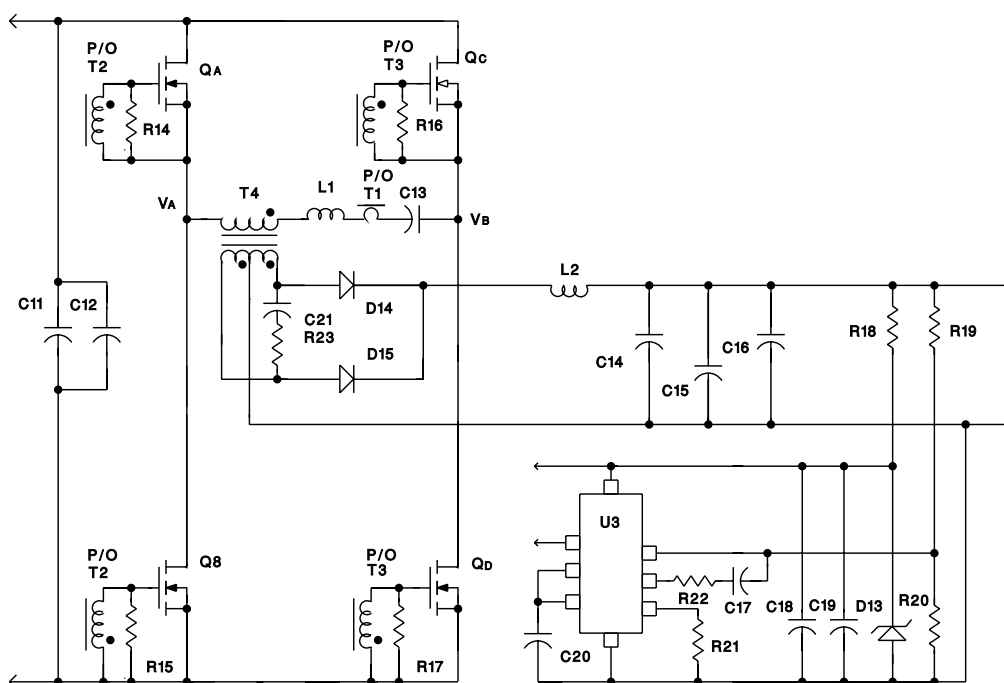 P/O
T2
QA
R14
P/O
T3
QC
R16
VA
T4
L1
P/O
T1
C13
VB
C11
C12
D14
C21
R23
D15
L2
C14
C15
C16
R18
R19
P/O
T2
Q8
R15
P/O
T3
QD
R17
U3
R22
C17
C18
C19
D13
R20
C20
R21